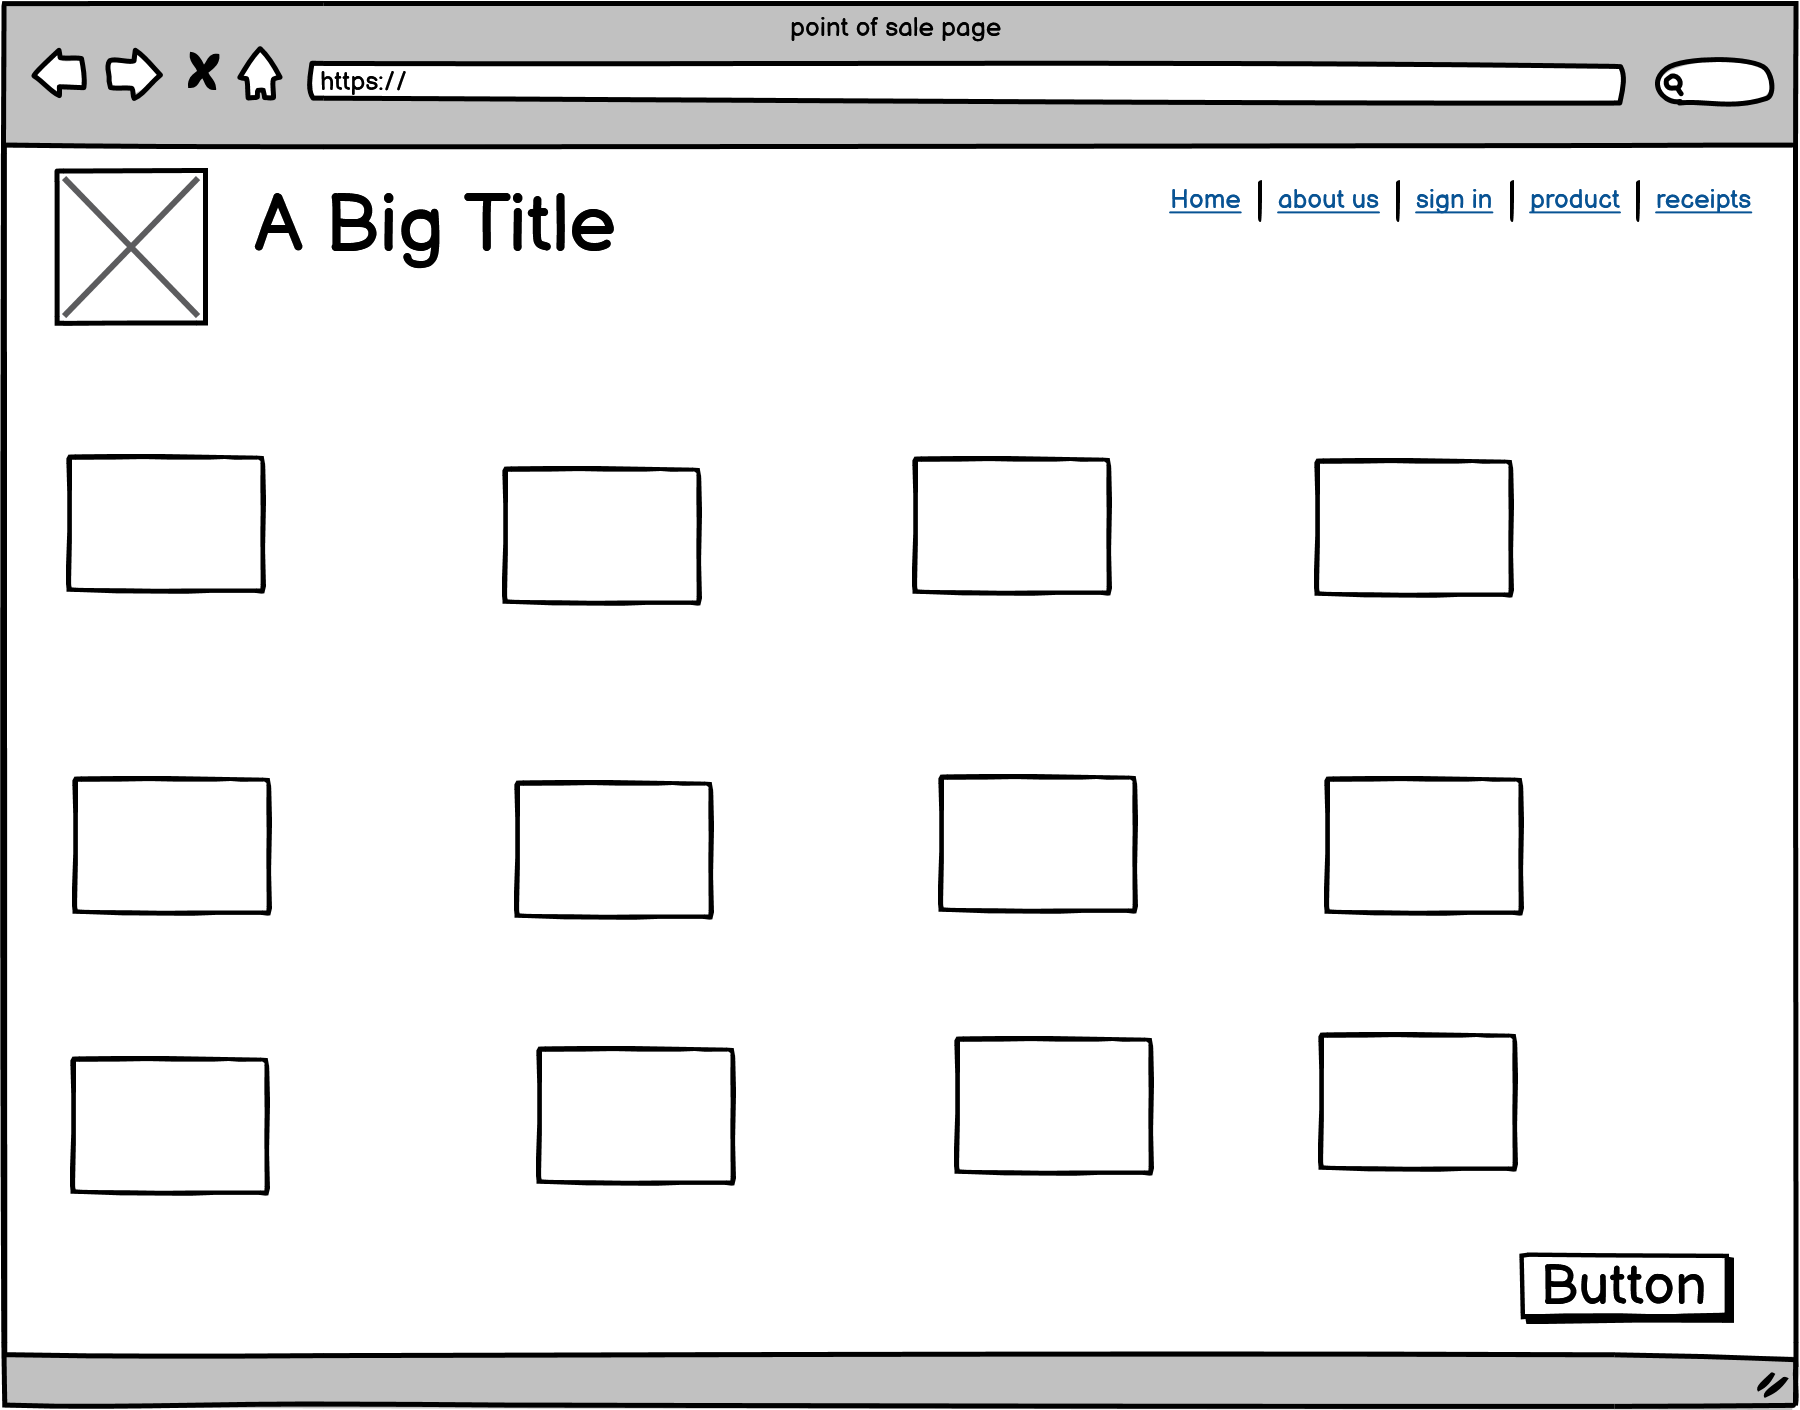 point of sale page
https://
A Big Title
Home | about us | sign in | product | receipts
Button